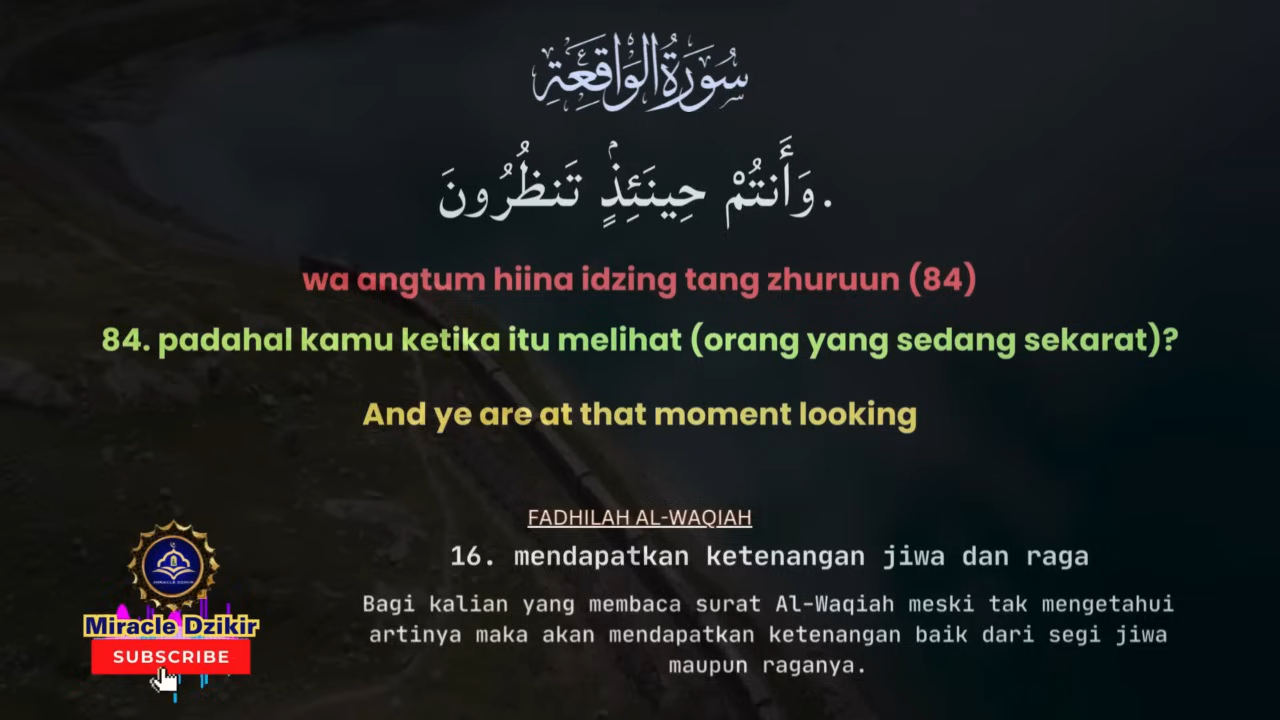 سُورَةُ الوَاقِعَةِ
وَأَنتُمْ حِينَئِذٍۢ تَنظُرُونَ.
wa angtum hiina idzing tang zhuruun (84)
84. padahal kamu ketika itu melihat (orang yang sedang sekarat)?
And ye are at that moment looking
FADHILAH AL-WAQIAH
16. mendapatkan ketenangan jiwa dan raga
Bagi kalian yang membaca surat Al-Waqiah meski tak mengetahui
artinya maka akan mendapatkan ketenangan baik dari segi jiwa
maupun raganya.
MIRACLE DZIKIR
Miracle Dzikir
SUBSCRIBE